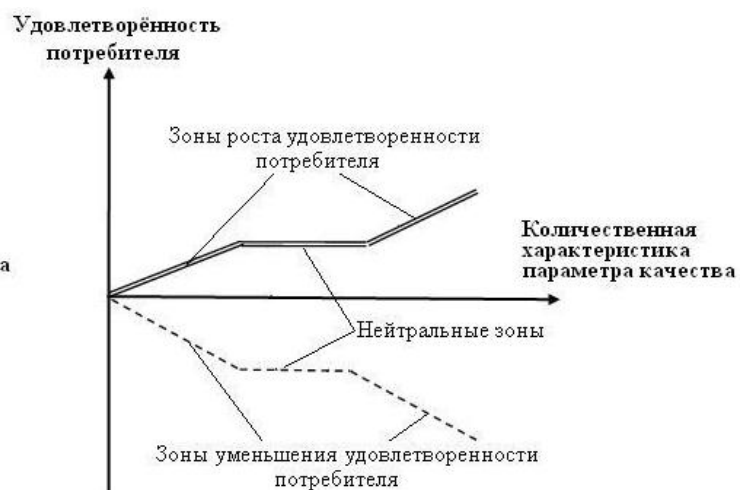 Удовлетворённость
потребителя
Зоны роста удовлетворенности
потребителя
Количественная
характеристика
параметра качества
а
Нейтральные зоны
Зоны уменьшения удовлетворенности
потребителя